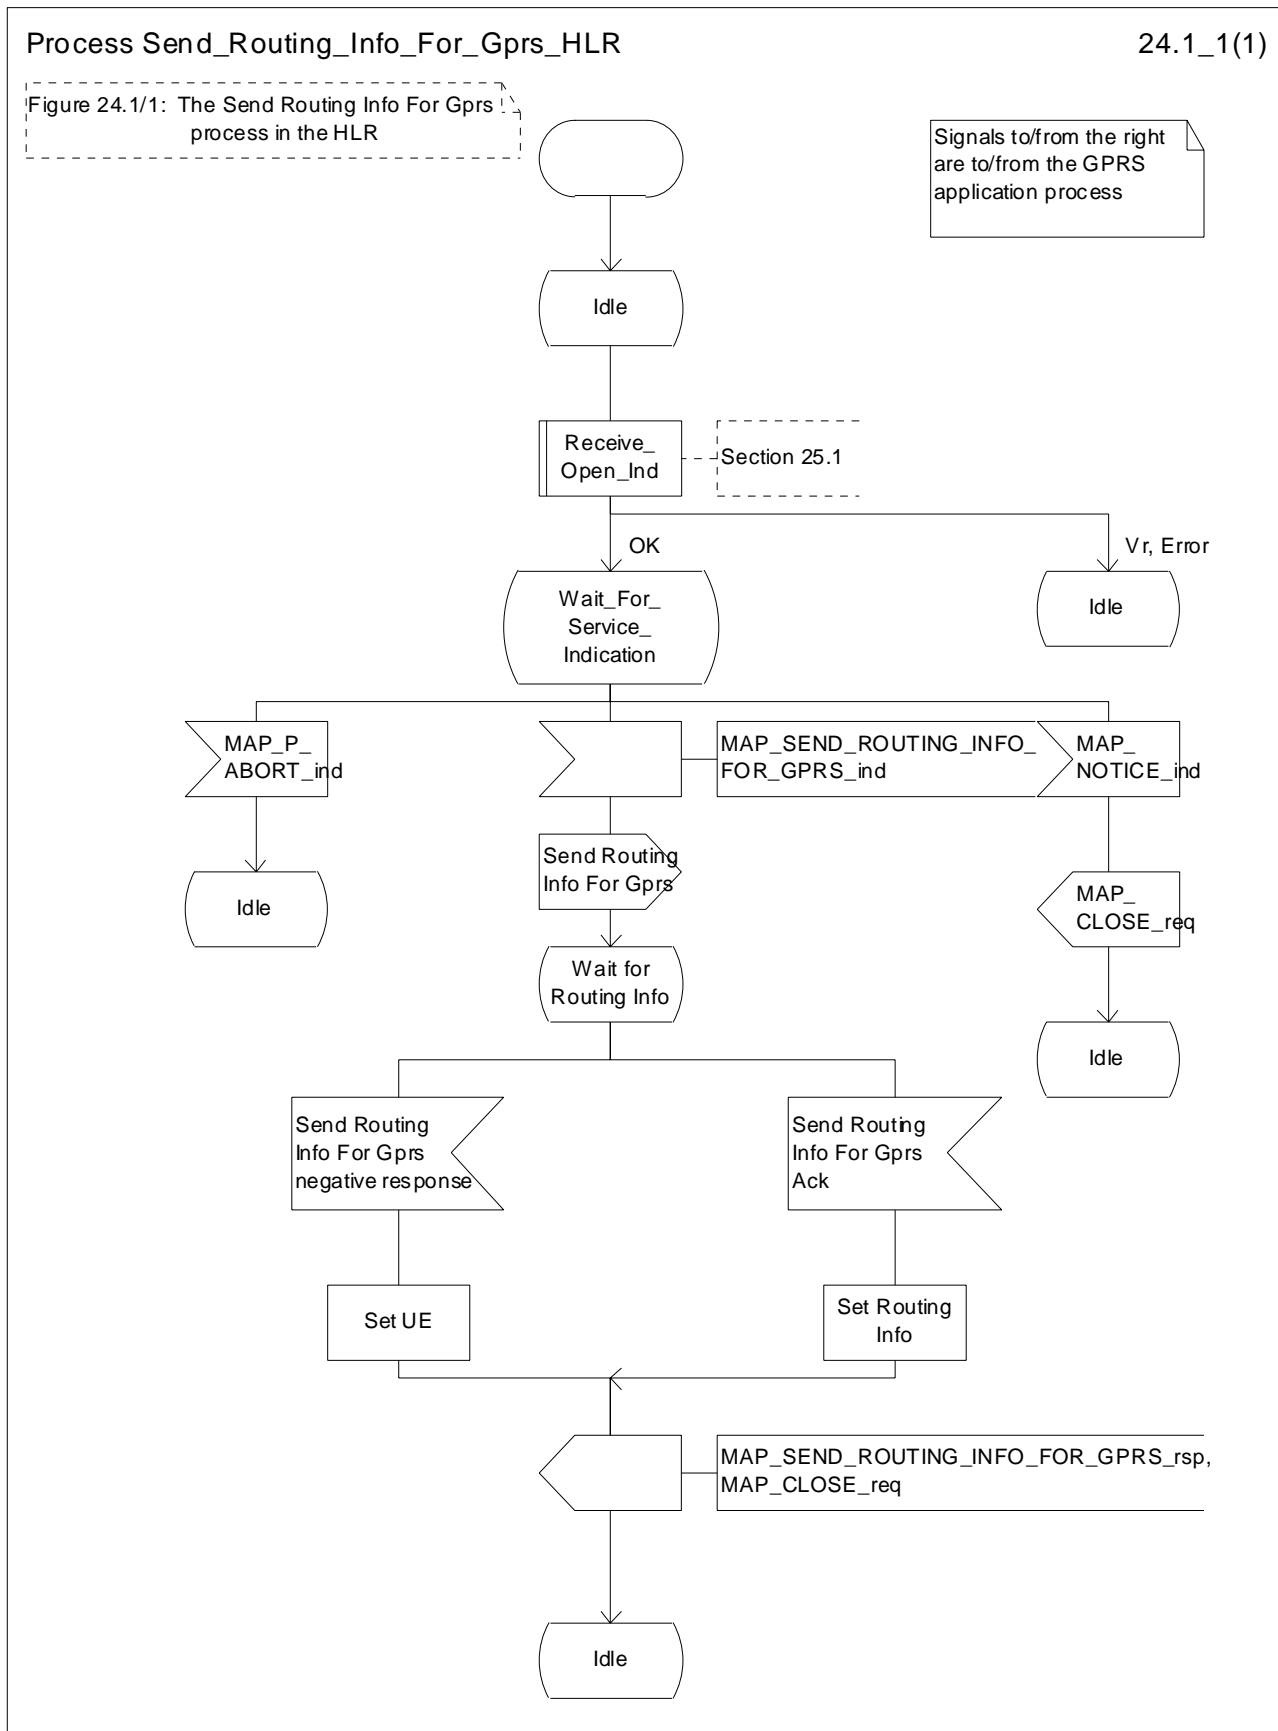 Process Send_Routing_Info_For_Gprs_HLR
24.1_1(1)
Figure 24.1/1: The Send Routing Info For Gprs
process in the HLR
Signals to/from the right
are to/from the GPRS
application process
Idle
Receive_
Open_Ind
Section 25.1
OK
Vr, Error
Wait_For_
Service_
Indication
Idle
MAP_P_
ABORT_ind
MAP_SEND_ROUTING_INFO_
FOR_GPRS_ind
MAP_
NOTICE_ind
Send Routing
Info For Gprs
Idle
MAP_
CLOSE_req
Wait for
Routing Info
Idle
Send Routing
Info For Gprs
negative response
Send Routing
Info For Gprs
Ack
Set UE
Set Routing
Info
MAP_SEND_ROUTING_INFO_FOR_GPRS_rsp,
MAP_CLOSE_req
Idle